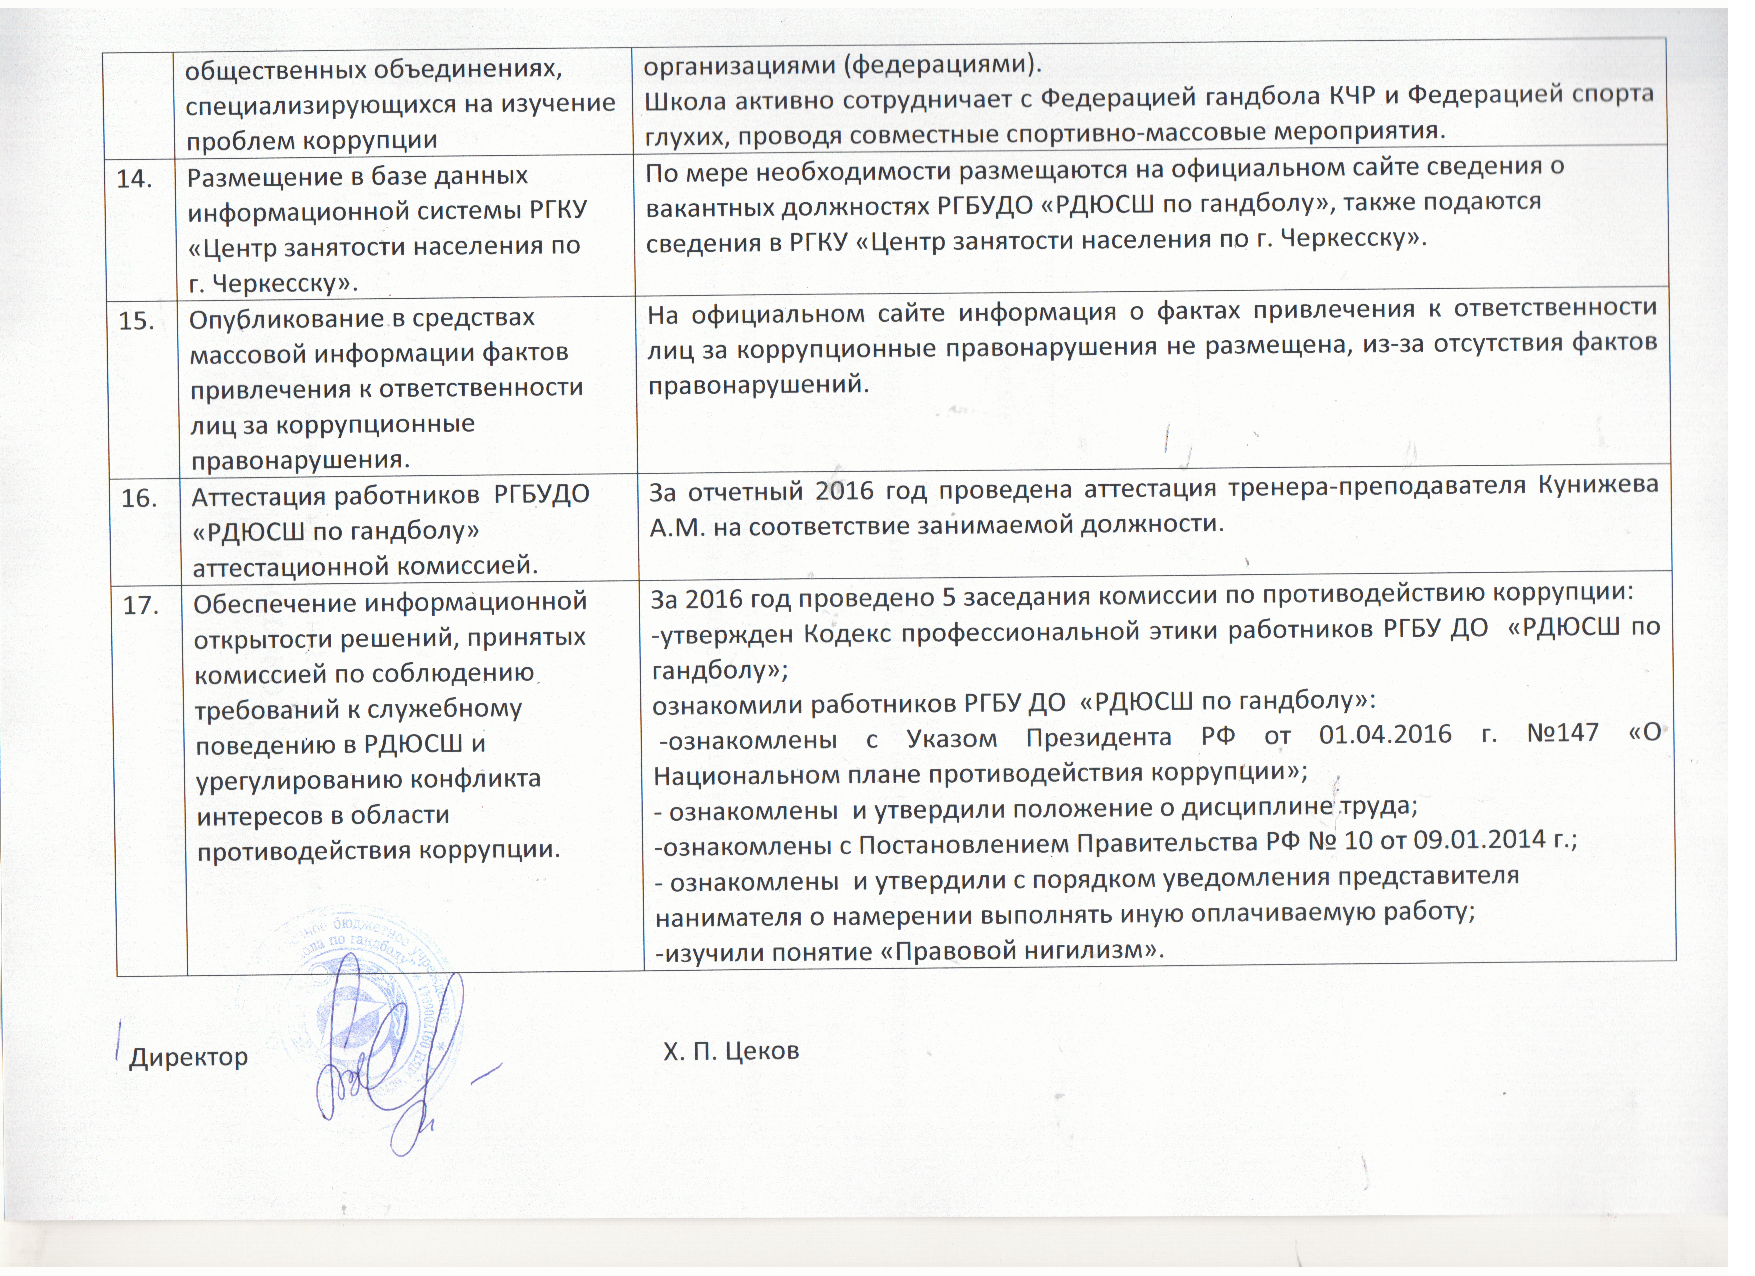 общественных объединениях,
специализирующихся на изучение
проблем коррупции
организациями (федерациями).
Школа активно сотрудничает с Федерацией гандбола КЧР и Федерацией спорта
глухих, проводя совместные спортивно-массовые мероприятия.
14.
Размещение в базе данных
информационной системы РГКУ
«Центр занятости населения по
г. Черкесску».
По мере необходимости размещаются на официальном сайте сведения о
вакантных должностях РГБУДО «РДЮСШ по гандболу», также подаются
сведения в РГКУ «Центр занятости населения по г. Черкесску».
15.
Опубликование в средствах
массовой информации фактов
привлечения к ответственности
лиц за коррупционные
правонарушения.
На официальном сайте информация о фактах привлечения к ответственности
лиц за коррупционные правонарушения не размещена, из-за отсутствия фактов
правонарушений.
16.
Аттестация работников РГБУДО
«РДЮСШ по гандболу»
аттестационной комиссией.
За отчетный 2016 год проведена аттестация тренера-преподавателя Кунижева
А.М. на соответствие занимаемой должности.
17.
Обеспечение информационной
открытости решений, принятых
комиссией по соблюдению
требований к служебному
поведению в РДЮСШ и
урегулированию конфликта
интересов в области
противодействия коррупции.
За 2016 год проведено 5 заседания комиссии по противодействию коррупции:
-утвержден Кодекс профессиональной этики работников РГБУ ДО «РДЮСШ по
гандболу»;
ознакомили работников РГБУ ДО «РДЮСШ по гандболу»:
-ознакомлены с Указом Президента РФ от 01.04.2016 г. №147 «О
Национальном плане противодействия коррупции»;
- ознакомлены и утвердили положение о дисциплине труда;
-ознакомлены с Постановлением Правительства РФ № 10 от 09.01.2014 г.;
- ознакомлены и утвердили с порядком уведомления представителя
нанимателя о намерении выполнять иную оплачиваемую работу;
-изучили понятие «Правовой нигилизм».
бюджетное учреждение
по гандболу
Директор
Х. П. Цеков